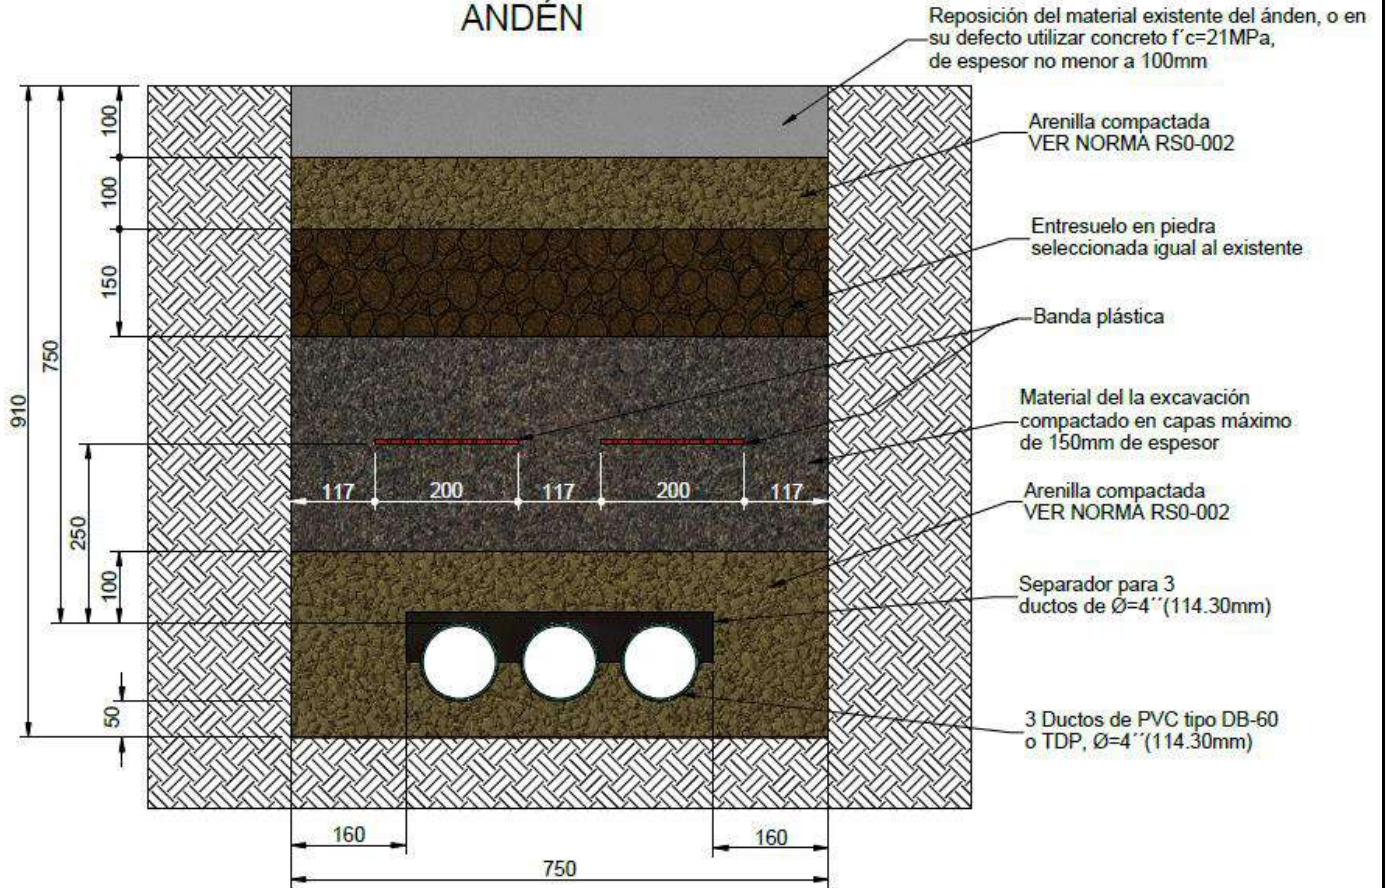 ANDÉN
Reposición del material existente del ánden, o en
su defecto utilizar concreto f´c=21MPa,
de espesor no menor a 100mm
Arenilla compactada
VER NORMA RS0-002
Entresuelo en piedra
seleccionada igual al existente
Banda plástica
Material del la excavación
compactado en capas máximo
de 150mm de espesor
Arenilla compactada
VER NORMA RS0-002
Separador para 3
ductos de Ø=4´´(114.30mm)
3 Ductos de PVC tipo DB-60
o TDP, Ø=4´´(114.30mm)
100
100
150
750
910
250
100
50
117
200
117
200
117
160
160
750